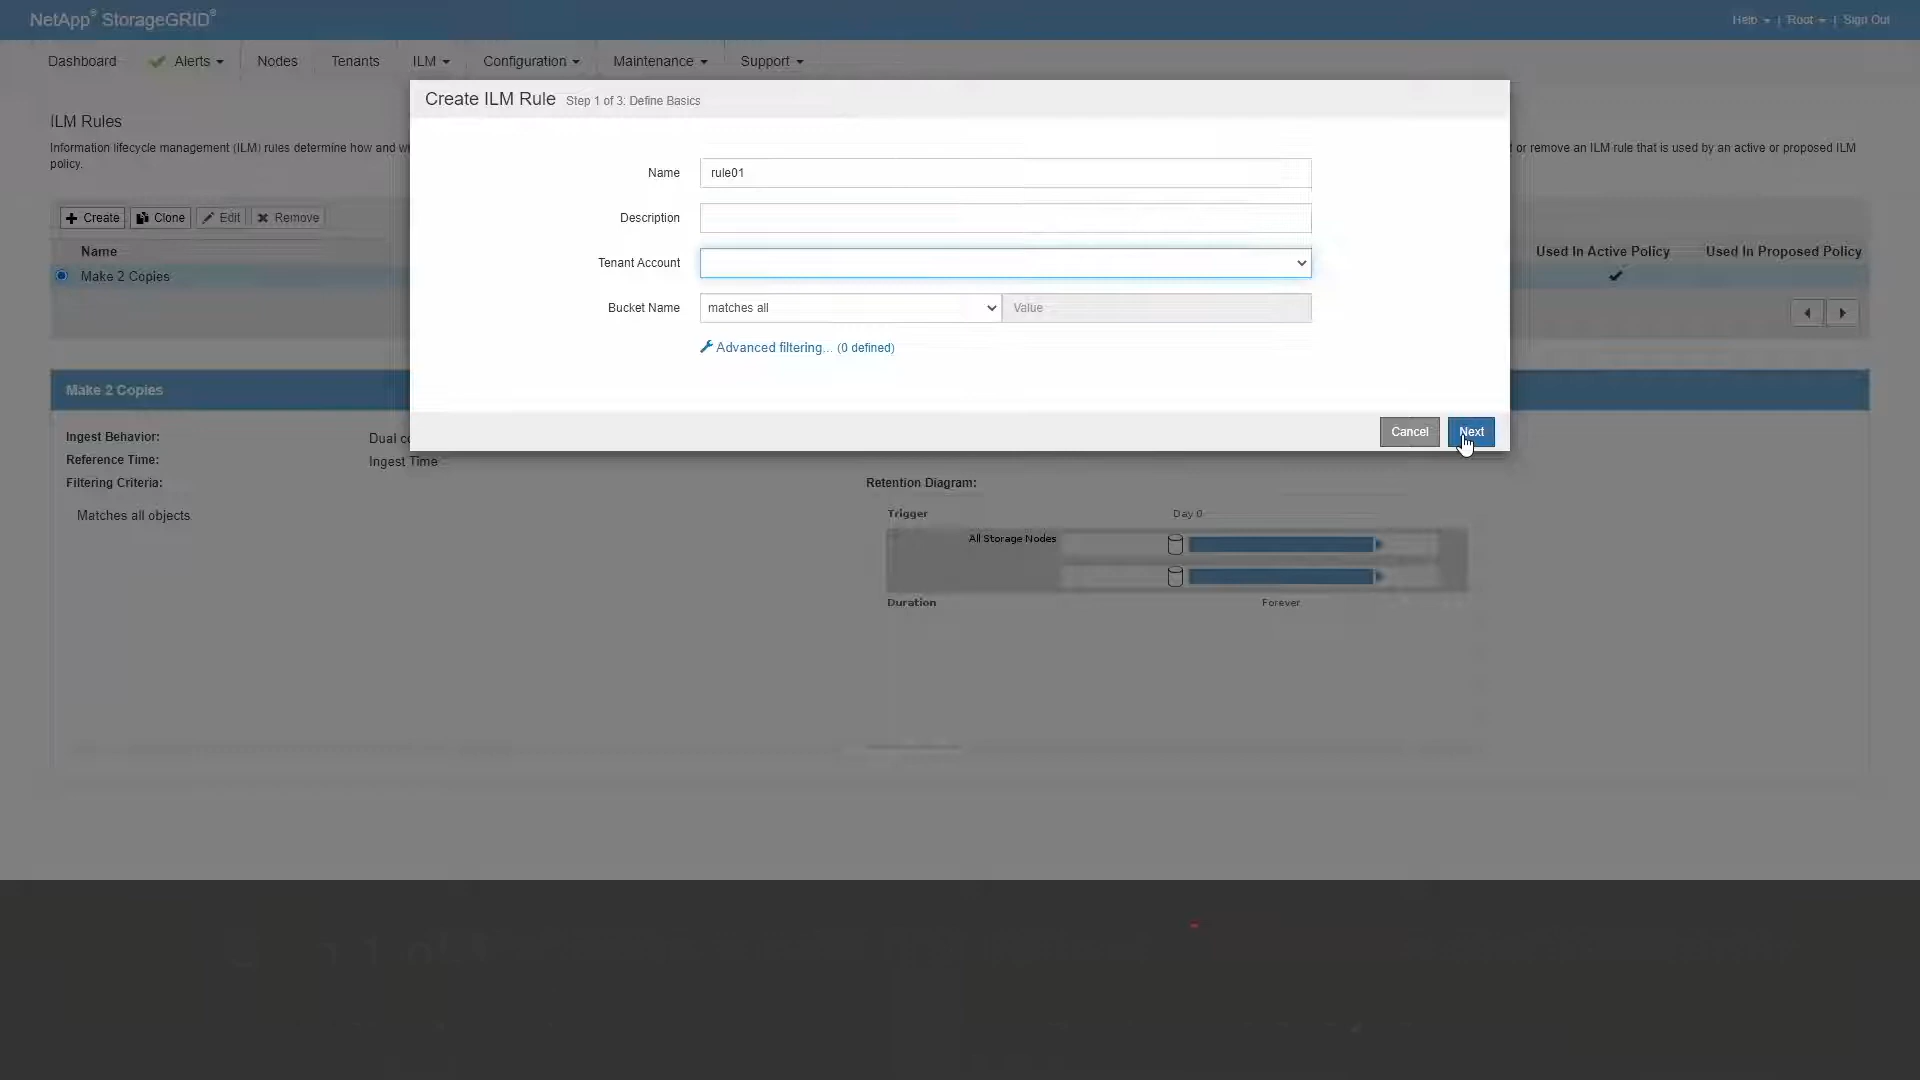 NetApp® StorageGRID®
Help | Root | Sign Out
Dashboard Alerts Nodes Tenants ILM Configuration Maintenance Support
Create ILM Rule Step 1 of 3: Define Basics
ILM Rules
Information lifecycle management (ILM) rules determine how and w
or remove an ILM rule that is used by an active or proposed ILM
policy.
Name rule01
Description
Tenant Account
Bucket Name matches all Value
Advanced filtering... (0 defined)
Cancel Next
Create Clone Edit Remove
Name Used In Active Policy Used In Proposed Policy
Make 2 Copies
Make 2 Copies
Ingest Behavior: Dual co
Reference Time: Ingest Time
Filtering Criteria:
Matches all objects.
Retention Diagram:
Trigger Day 0
All Storage Nodes
Duration Forever